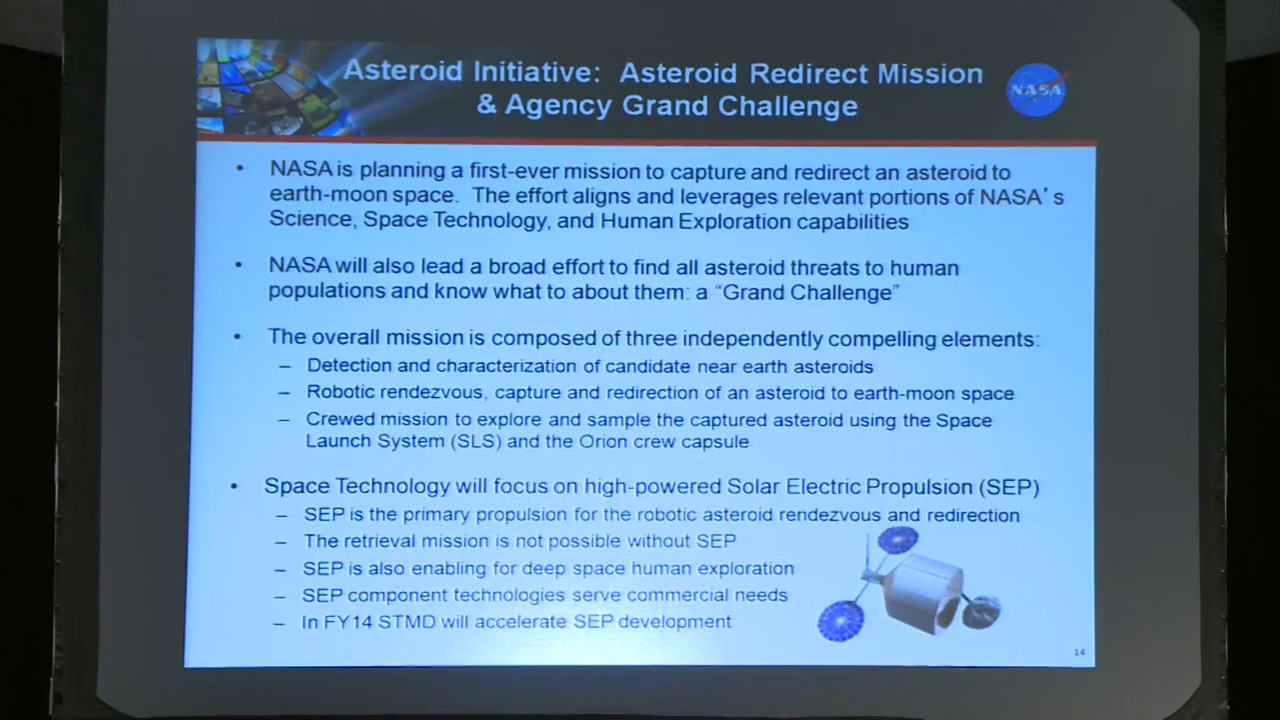 Asteroid Initiative: Asteroid Redirect Mission
& Agency Grand Challenge
NASA
• NASA is planning a first-ever mission to capture and redirect an asteroid to
earth-moon space. The effort aligns and leverages relevant portions of NASA's
Science, Space Technology, and Human Exploration capabilities
• NASA will also lead a broad effort to find all asteroid threats to human
populations and know what to about them: a “Grand Challenge”
• The overall mission is composed of three independently compelling elements:
– Detection and characterization of candidate near earth asteroids
– Robotic rendezvous, capture and redirection of an asteroid to earth-moon space
– Crewed mission to explore and sample the captured asteroid using the Space
Launch System (SLS) and the Orion crew capsule
• Space Technology will focus on high-powered Solar Electric Propulsion (SEP)
– SEP is the primary propulsion for the robotic asteroid rendezvous and redirection
– The retrieval mission is not possible without SEP
– SEP is also enabling for deep space human exploration
– SEP component technologies serve commercial needs
– In FY14 STMD will accelerate SEP development
14